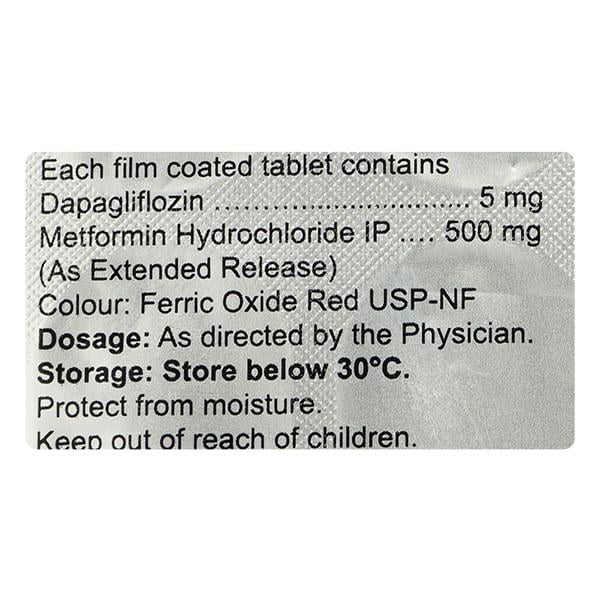 Each film coated tablet contains
Dapagliflozin .............................. 5 mg
Metformin Hydrochloride IP .... 500 mg
(As Extended Release)
Colour: Ferric Oxide Red USP-NF
Dosage: As directed by the Physician.
Storage: Store below 30°C.
Protect from moisture.
Keep out of reach of children.